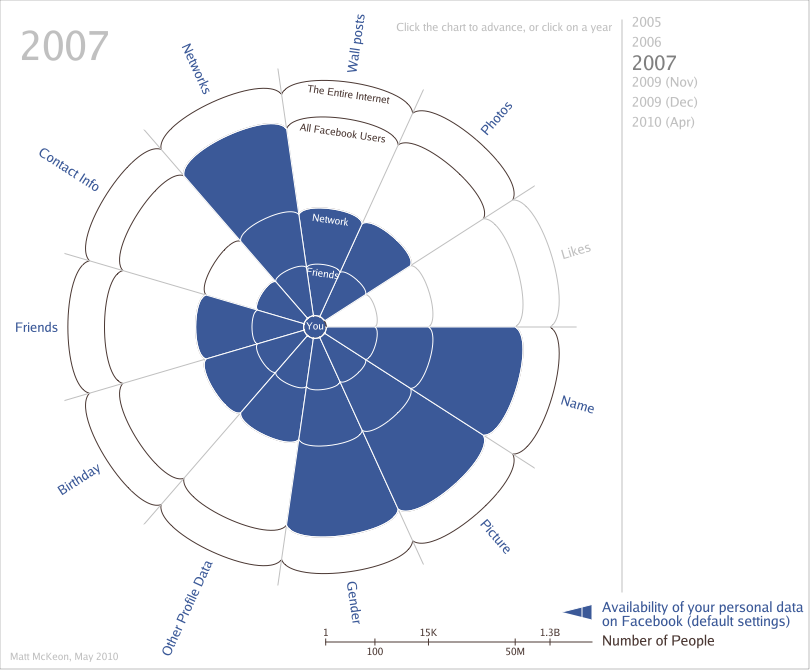 2007
Click the chart to advance, or click on a year
2005
2006
2007
2009 (Nov)
2009 (Dec)
2010 (Apr)
Wall posts
Networks
Photos
The Entire Internet
All Facebook Users
Contact Info
Likes
Network
Friends
You
Friends
Name
Birthday
Picture
Other Profile Data
Gender
Availability of your personal data
on Facebook (default settings)
1
15K
1.3B
Number of People
100
50M
Matt McKeon, May 2010